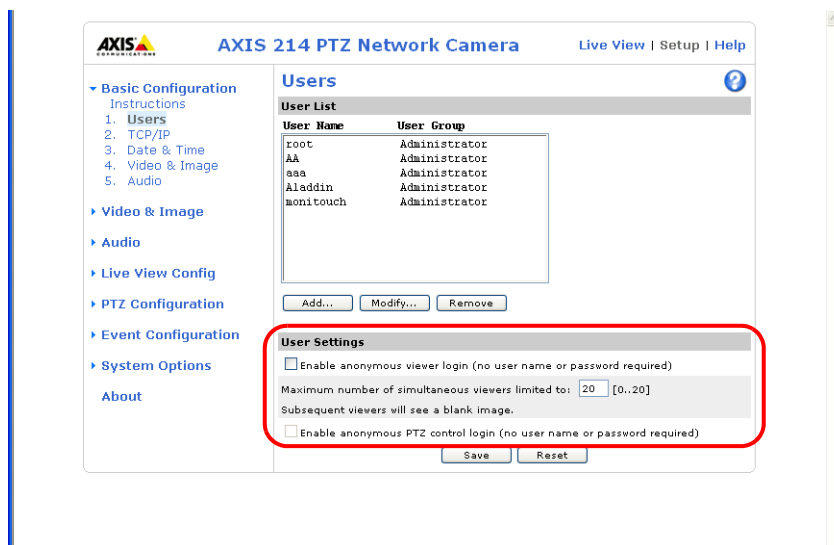 AXIS
COMMUNICATIONS
AXIS 214 PTZ Network Camera
Live View | Setup | Help
Basic Configuration
Instructions
1. Users
2. TCP/IP
3. Date & Time
4. Video & Image
5. Audio
Video & Image
Audio
Live View Config
PTZ Configuration
Event Configuration
System Options
About
Users
?
User List
User Name User Group
root Administrator
AA Administrator
aaa Administrator
Aladdin Administrator
monitouch Administrator
Add... Modify... Remove
User Settings
Enable anonymous viewer login (no user name or password required)
Maximum number of simultaneous viewers limited to: 20 [0..20]
Subsequent viewers will see a blank image.
Enable anonymous PTZ control login (no user name or password required)
Save Reset